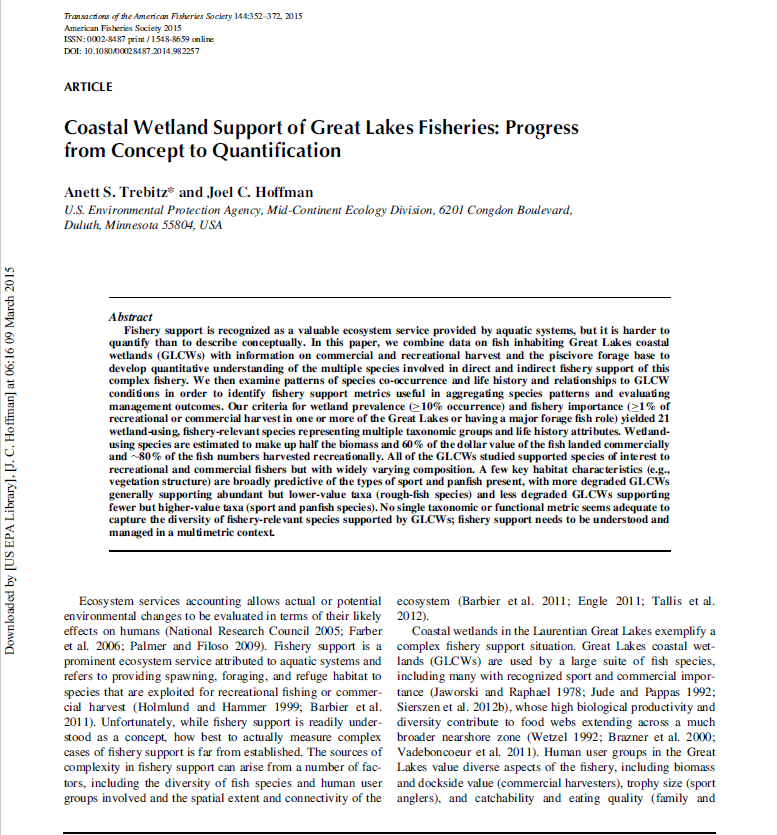 Transactions of the American Fisheries Society 144:352–372, 2015
American Fisheries Society 2015
ISSN: 0002-8487 print / 1548-8659 online
DOI: 10.1080/00028487.2014.982257
ARTICLE
Coastal Wetland Support of Great Lakes Fisheries: Progress
from Concept to Quantification
Anett S. Trebitz* and Joel C. Hoffman
U.S. Environmental Protection Agency, Mid-Continent Ecology Division, 6201 Congdon Boulevard,
Duluth, Minnesota 55804, USA
Abstract
Fishery support is recognized as a valuable ecosystem service provided by aquatic systems, but it is harder to
quantify than to describe conceptually. In this paper, we combine data on fish inhabiting Great Lakes coastal
wetlands (GLCWs) with information on commercial and recreational harvest and the piscivore forage base to
develop quantitative understanding of the multiple species involved in direct and indirect fishery support of this
complex fishery. We then examine patterns of species co-occurrence and life history and relationships to GLCW
conditions in order to identify fishery support metrics useful in aggregating species patterns and evaluating
management outcomes. Our criteria for wetland prevalence (≥10% occurrence) and fishery importance (≥1% of
recreational or commercial harvest in one or more of the Great Lakes or having a major forage fish role) yielded 21
wetland-using, fishery-relevant species representing multiple taxonomic groups and life history attributes. Wetland-
using species are estimated to make up half the biomass and 60% of the dollar value of the fish landed commercially
and ~80% of the fish numbers harvested recreationally. All of the GLCWs studied supported species of interest to
recreational and commercial fishers but with widely varying composition. A few key habitat characteristics (e.g.,
vegetation structure) are broadly predictive of the types of sport and panfish present, with more degraded GLCWs
generally supporting abundant but lower-value taxa (rough-fish species) and less degraded GLCWs supporting
fewer but higher-value taxa (sport and panfish species). No single taxonomic or functional metric seems adequate to
capture the diversity of fishery-relevant species supported by GLCWs; fishery support needs to be understood and
managed in a multimetric context.
Ecosystem services accounting allows actual or potential
environmental changes to be evaluated in terms of their likely
effects on humans (National Research Council 2005; Farber
et al. 2006; Palmer and Filoso 2009). Fishery support is a
prominent ecosystem service attributed to aquatic systems and
refers to providing spawning, foraging, and refuge habitat to
species that are exploited for recreational fishing or commer-
cial harvest (Holmlund and Hammer 1999; Barbier et al.
2011). Unfortunately, while fishery support is readily under-
stood as a concept, how best to actually measure complex
cases of fishery support is far from established. The sources of
complexity in fishery support can arise from a number of fac-
tors, including the diversity of fish species and human user
groups involved and the spatial extent and connectivity of the
ecosystem (Barbier et al. 2011; Engle 2011; Tallis et al.
2012).
Coastal wetlands in the Laurentian Great Lakes exemplify a
complex fishery support situation. Great Lakes coastal wet-
lands (GLCWs) are used by a large suite of fish species,
including many with recognized sport and commercial impor-
tance (Jaworski and Raphael 1978; Jude and Pappas 1992;
Sierszen et al. 2012b), whose high biological productivity and
diversity contribute to food webs extending across a much
broader nearshore zone (Wetzel 1992; Brazner et al. 2000;
Vadeboncoeur et al. 2011). Human user groups in the Great
Lakes value diverse aspects of the fishery, including biomass
and dockside value (commercial harvesters), trophy size (sport
anglers), and catchability and eating quality (family and
Downloaded by [US EPA Library], [J. C. Hoffman] at 06:16 09 March 2015